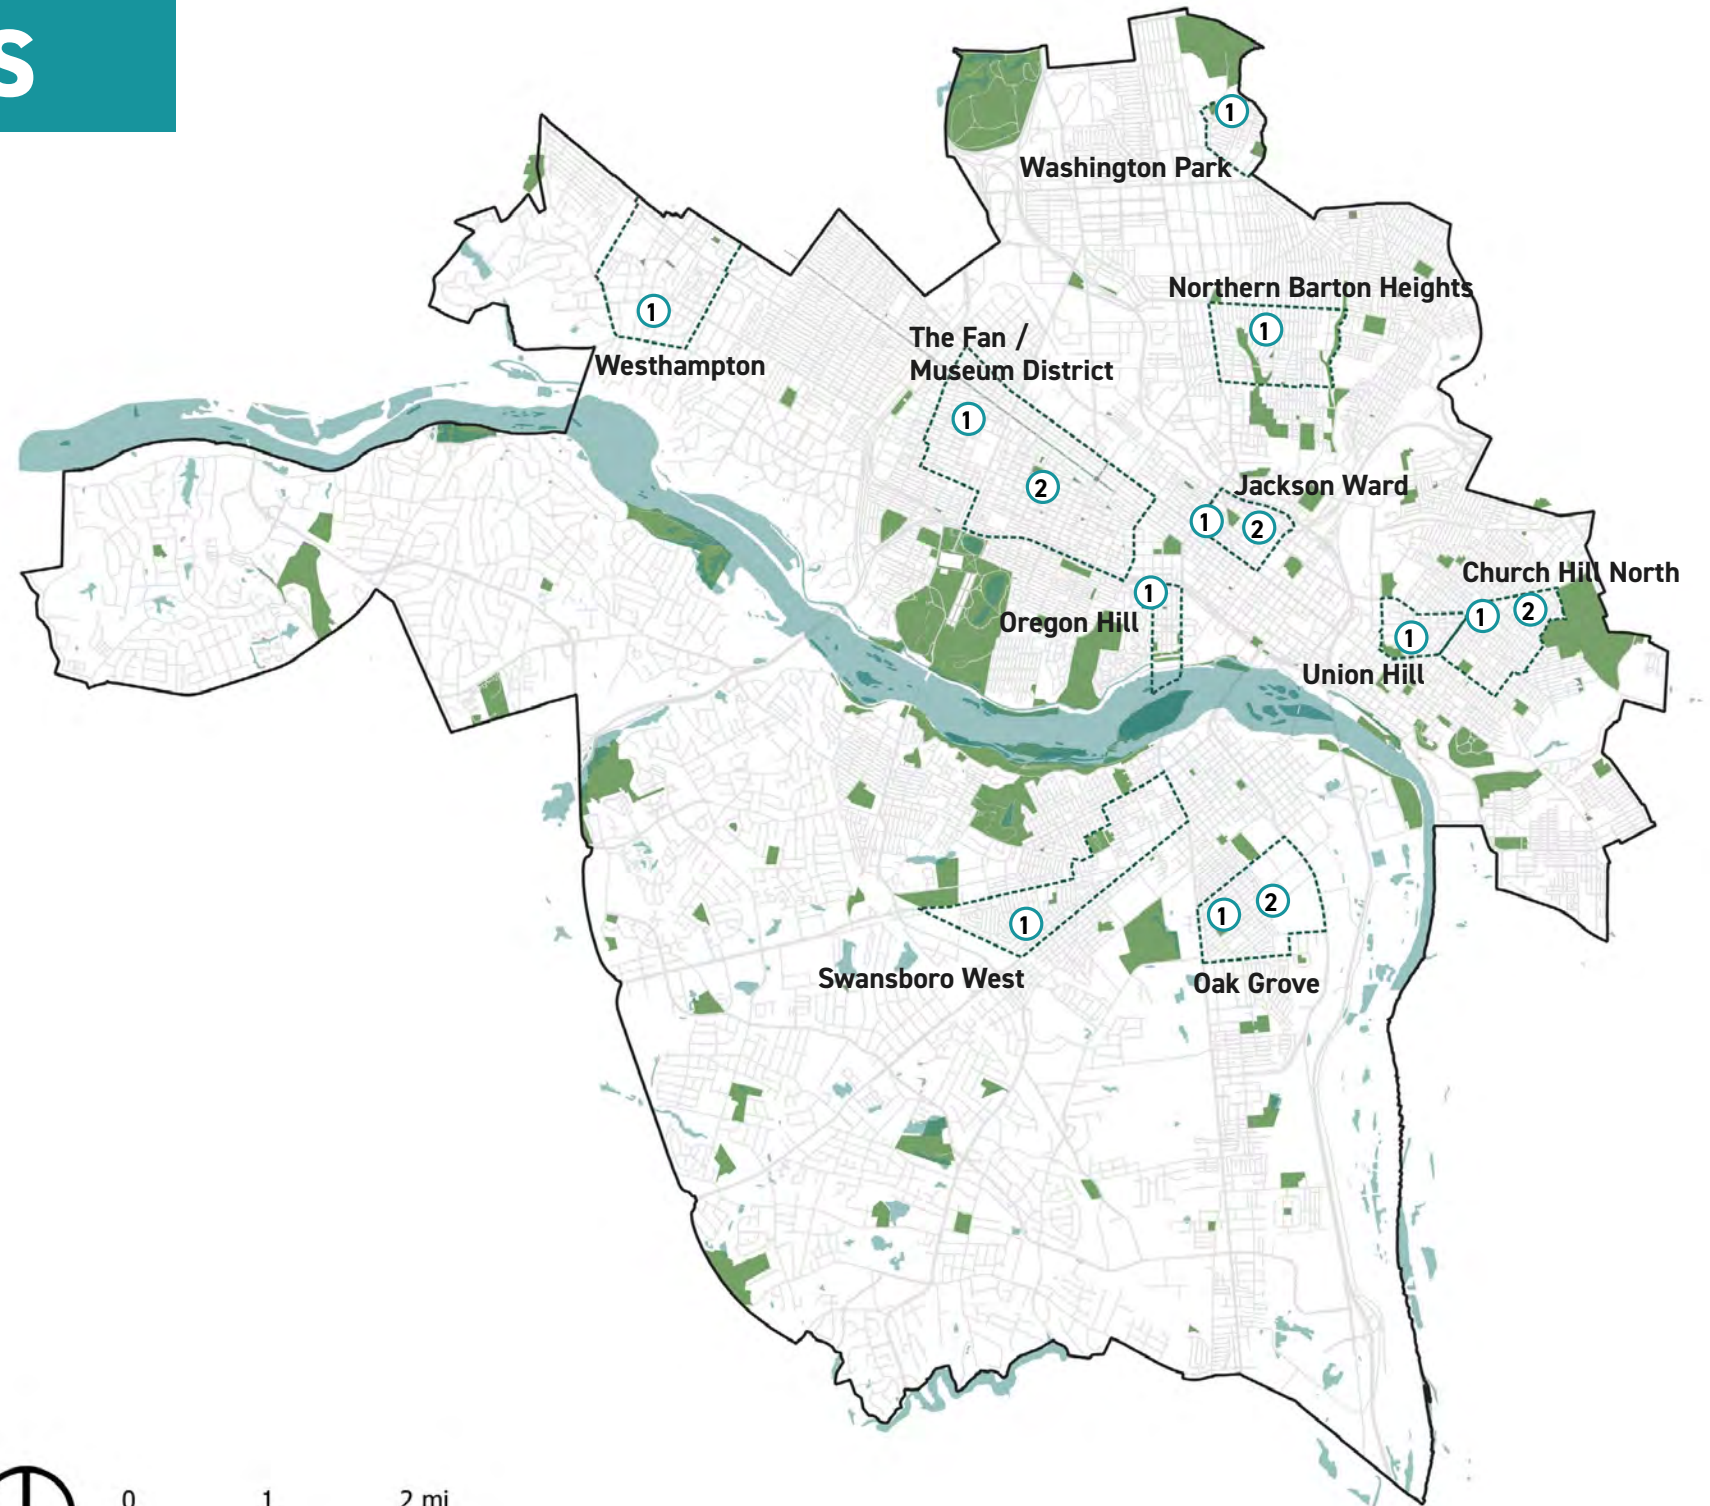 S
1
Washington Park
Northern Barton Heights
1
1
Westhampton
The Fan /
Museum District
1
2
Jackson Ward
1
2
Church Hill North
1
2
1
Union Hill
1
Oregon Hill
1
Swansboro West
1
2
Oak Grove
0 1 2 mi